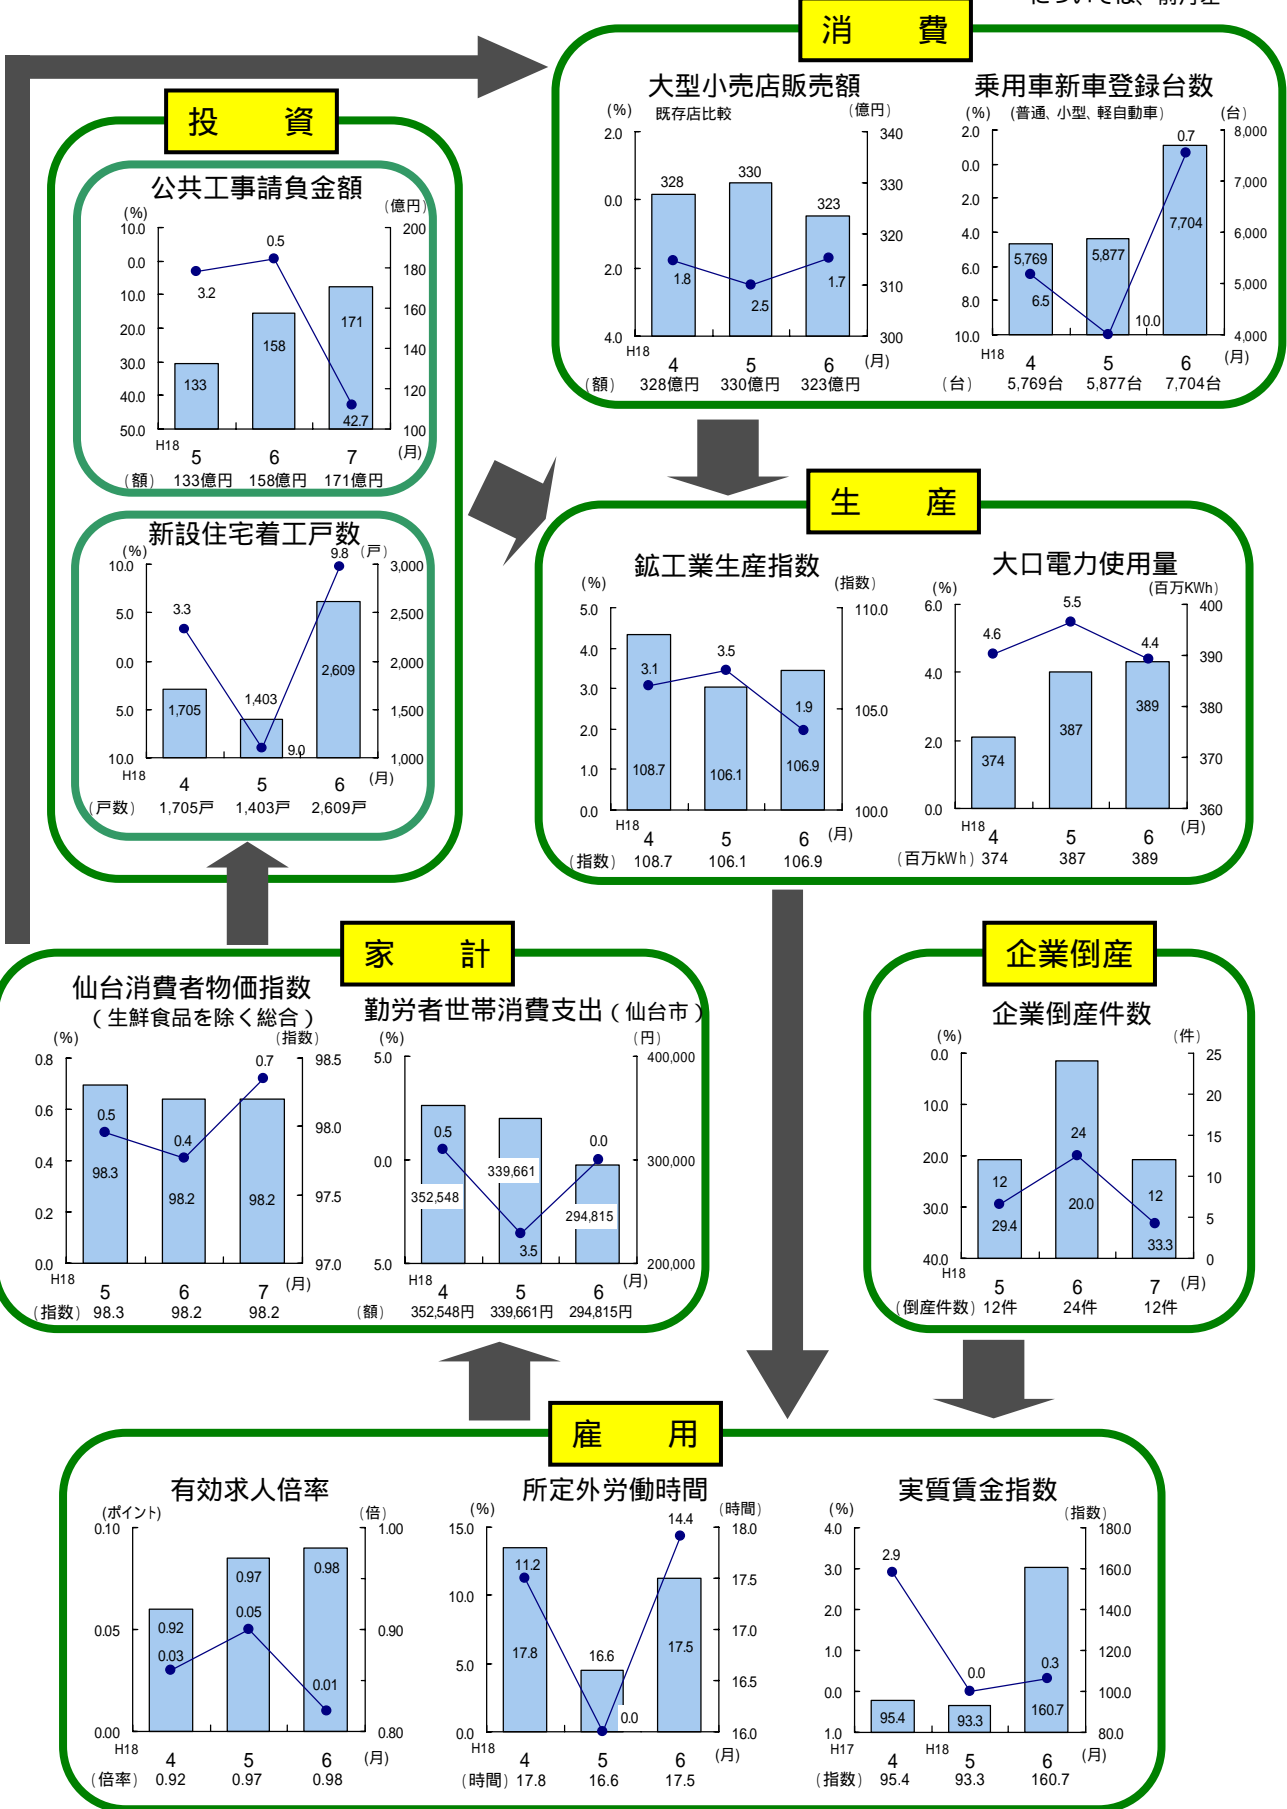 消　費
大型小売店販売額
(%)
既存店比較
(億円)
2.0
0.0
2.0
4.0
340
330
320
310
300
328
330
323
1.8
2.5
1.7
H18
4 5 6 (月)
(額) 328億円 330億円 323億円
乗用車新車登録台数
(%)
(普通、小型、軽自動車)
(台)
2.0
0.0
2.0
4.0
6.0
8.0
10.0
8,000
7,000
6,000
5,000
4,000
0.7
5,769
5,877
7,704
6.5
10.0
H18
4 5 6 (月)
(台) 5,769台 5,877台 7,704台
投　資
公共工事請負金額
(%)
(億円)
10.0
0.0
10.0
20.0
30.0
40.0
50.0
200
180
160
140
120
100
3.2
0.5
42.7
133
158
171
H18
5 6 7 (月)
(額) 133億円 158億円 171億円
新設住宅着工戸数
(%)
(戸)
10.0
5.0
0.0
5.0
10.0
3,000
2,500
2,000
1,500
1,000
3.3
9.0
9.8
1,705
1,403
2,609
H18
4 5 6 (月)
(戸数) 1,705戸 1,403戸 2,609戸
生　産
鉱工業生産指数
(%)
(指数)
5.0
4.0
3.0
2.0
1.0
0.0
110.0
105.0
100.0
3.1
3.5
1.9
108.7
106.1
106.9
H18
4 5 6 (月)
(指数) 108.7 106.1 106.9
大口電力使用量
(%)
(百万KWh)
6.0
4.0
2.0
0.0
400
390
380
370
360
4.6
5.5
4.4
374
387
389
H18
4 5 6 (月)
(百万kWh) 374 387 389
家　計
仙台消費者物価指数
(生鮮食品を除く総合)
(%)
(指数)
0.8
0.6
0.4
0.2
0.0
98.5
98.0
97.5
97.0
0.5
0.4
0.7
98.3
98.2
98.2
H18
5 6 7 (月)
(指数) 98.3 98.2 98.2
勤労者世帯消費支出(仙台市)
(%)
(円)
5.0
0.0
5.0
400,000
300,000
200,000
0.5
3.5
0.0
352,548
339,661
294,815
H18
4 5 6 (月)
(額) 352,548円 339,661円 294,815円
企業倒産
企業倒産件数
(%)
(件)
0.0
10.0
20.0
30.0
40.0
25
20
15
10
5
0
12
24
12
29.4
20.0
33.3
H18
5 6 7 (月)
(倒産件数) 12件 24件 12件
雇　用
有効求人倍率
(ポイント)
(倍)
0.10
0.05
0.00
1.00
0.90
0.80
0.92
0.97
0.98
0.03
0.05
0.01
H18
4 5 6 (月)
(倍率) 0.92 0.97 0.98
所定外労働時間
(%)
(時間)
15.0
10.0
5.0
0.0
18.0
17.5
17.0
16.5
16.0
11.2
0.0
14.4
17.8
16.6
17.5
H18
4 5 6 (月)
(時間) 17.8 16.6 17.5
実質賃金指数
(%)
(指数)
4.0
3.0
2.0
1.0
0.0
1.0
180.0
160.0
140.0
120.0
100.0
80.0
2.9
0.0
0.3
95.4
93.3
160.7
H17 H18
4 5 6 (月)
(指数) 95.4 93.3 160.7